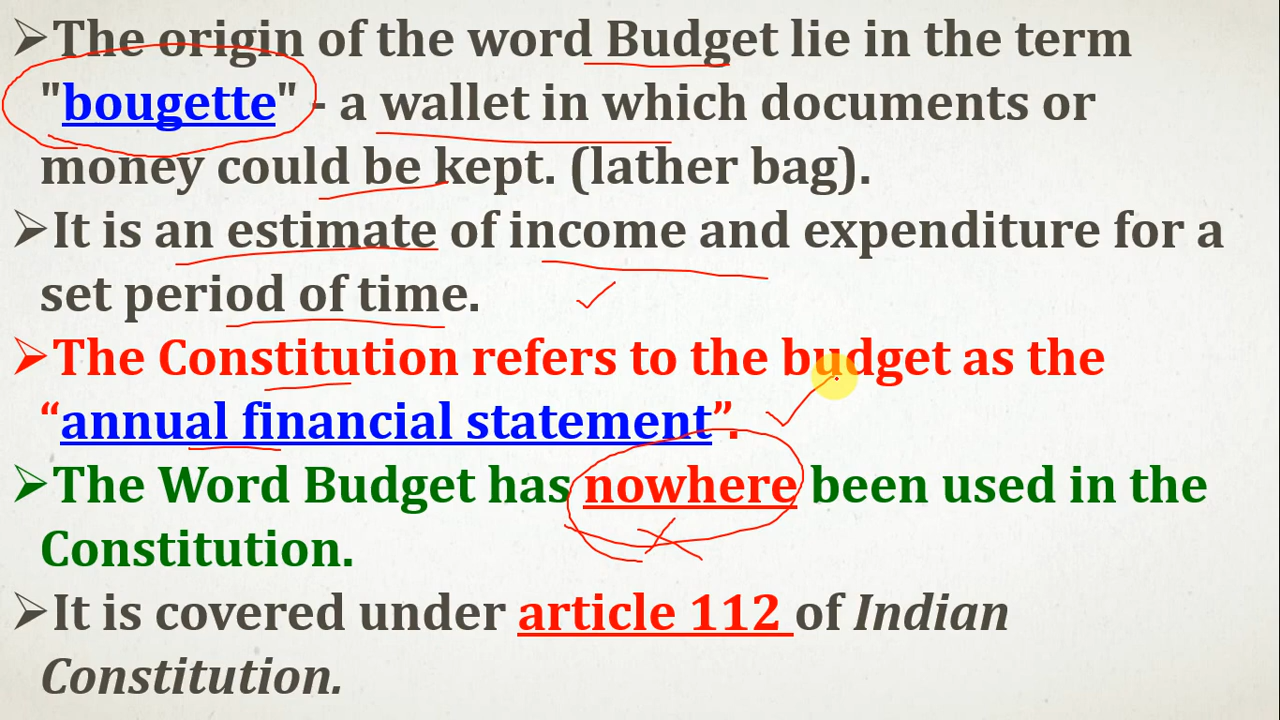 ➢The origin of the word Budget lie in the term
"bougette" - a wallet in which documents or
money could be kept. (lather bag).
➢It is an estimate of income and expenditure for a
set period of time.
➢The Constitution refers to the budget as the
“annual financial statement”.
➢The Word Budget has nowhere been used in the
Constitution.
➢It is covered under article 112 of Indian
Constitution.